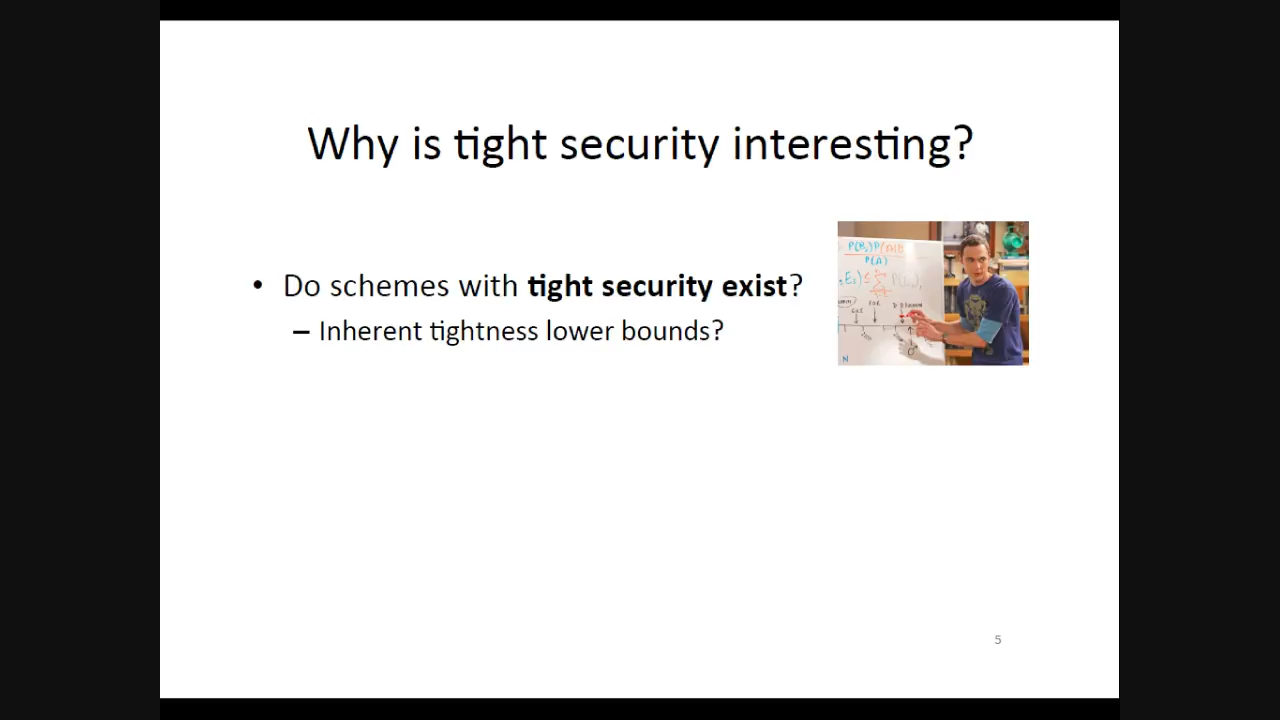 Why is tight security interesting?
• Do schemes with tight security exist?
– Inherent tightness lower bounds?
P(A)
N
5